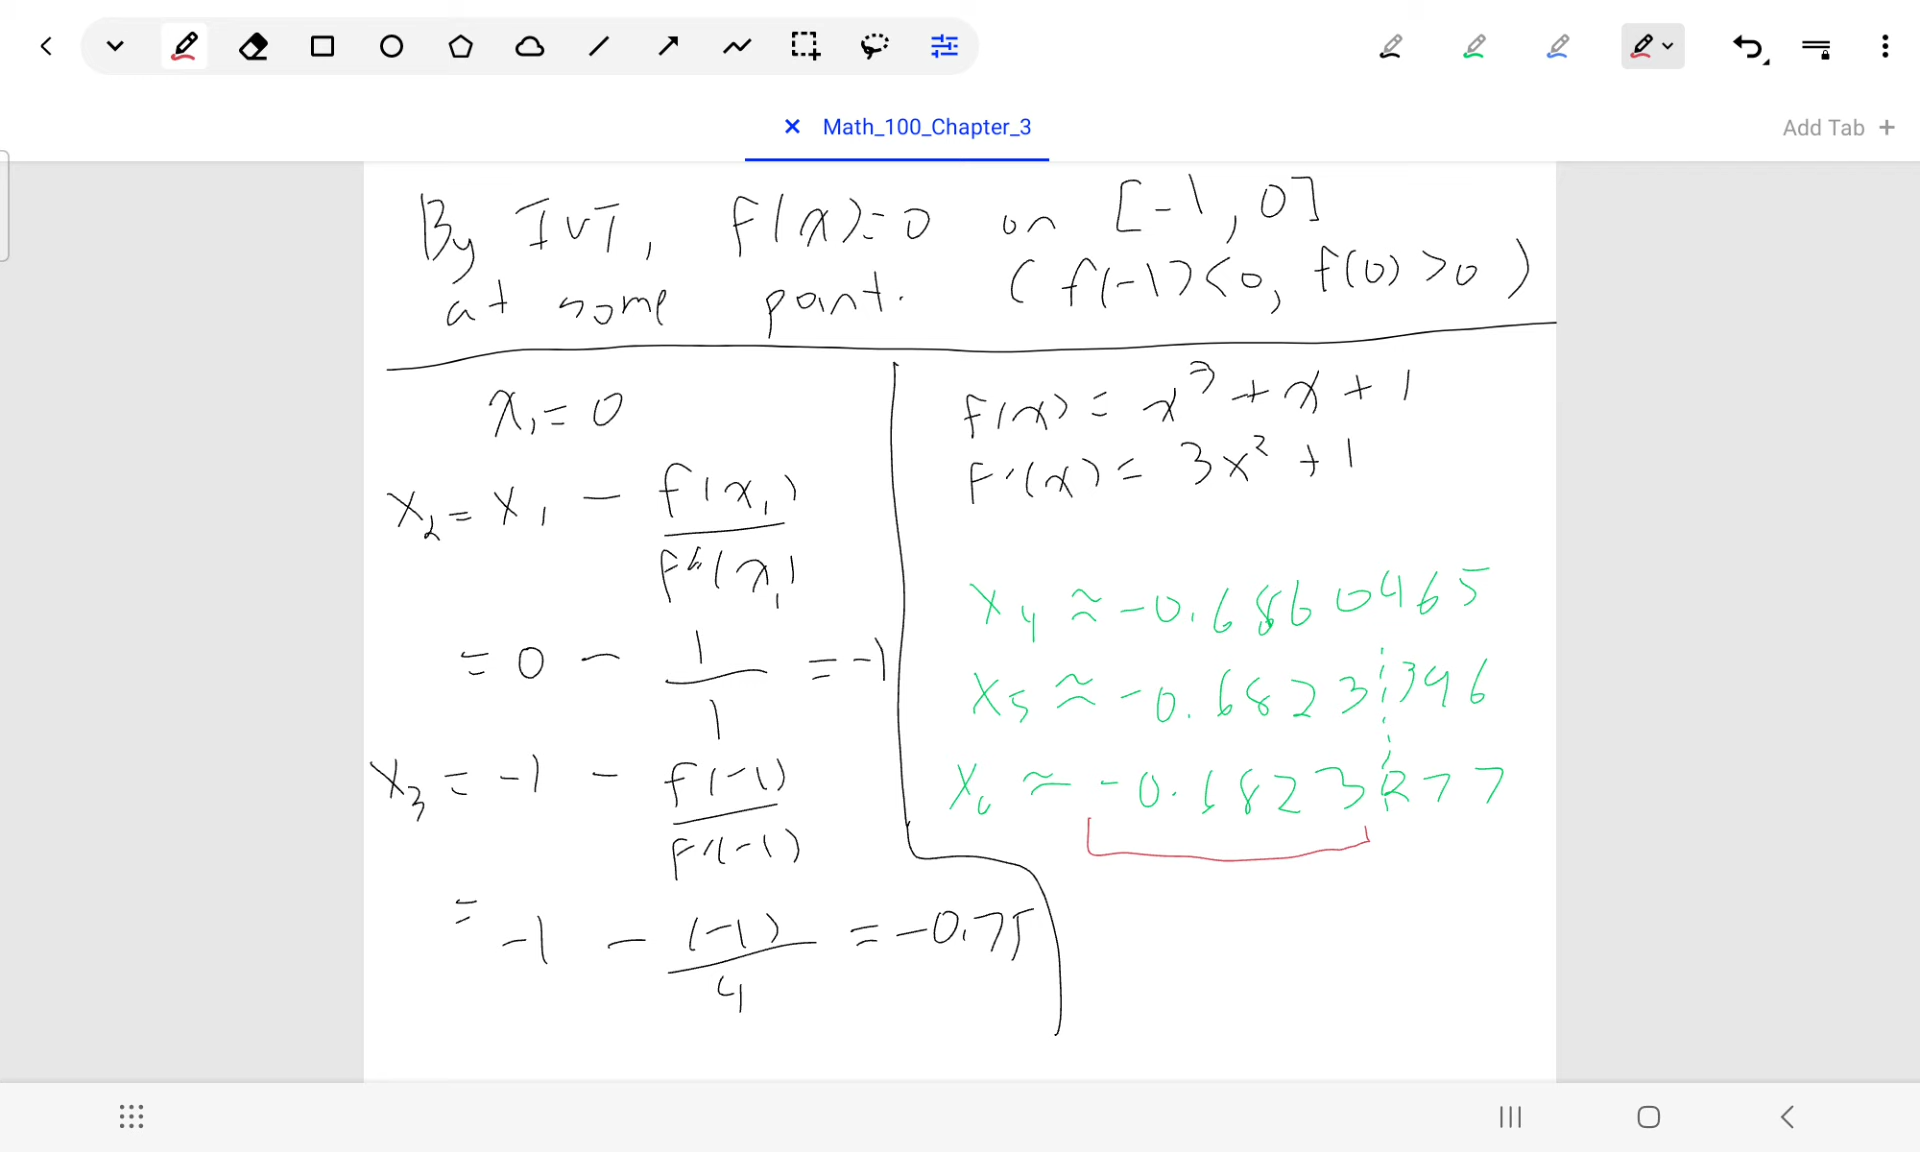 Math_100_Chapter_3
Add Tab +
By IVT, f(x)=0 on [-1, 0]
at some point. (f(-1)<0, f(0)>0)
x₁=0
x₂ = x₁ - f(x₁)/f'(x₁)
= 0 - 1/1 = -1
x₃ = -1 - f(-1)/f'(-1)
= -1 - (-1)/4 = -0.75
f(x) = x³ + x + 1
f'(x) = 3x² + 1
x₄ ≈ -0.6860465
x₅ ≈ -0.6823396
x₆ ≈ -0.6823277